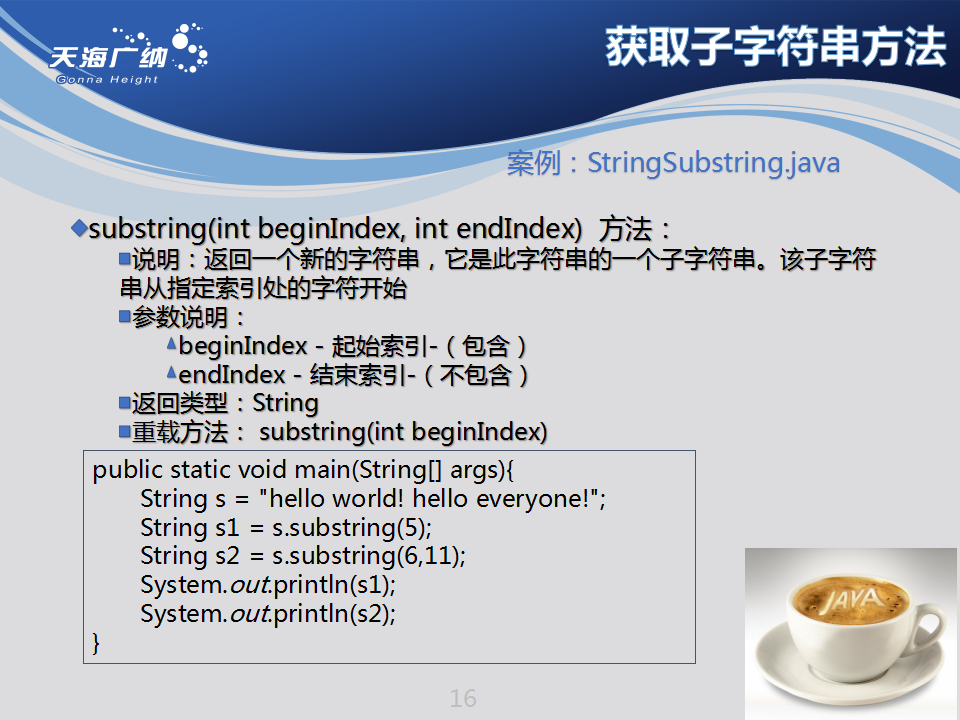 天海广纳
Gonna Height
获取子字符串方法
案例：StringSubstring.java
substring(int beginIndex, int endIndex) 方法：
说明：返回一个新的字符串，它是此字符串的一个子字符串。该子字符
串从指定索引处的字符开始
参数说明：
beginIndex - 起始索引-（包含）
endIndex - 结束索引-（不包含）
返回类型：String
重载方法： substring(int beginIndex)
public static void main(String[] args){
String s = "hello world! hello everyone!";
String s1 = s.substring(5);
String s2 = s.substring(6,11);
System.out.println(s1);
System.out.println(s2);
}
JAVA
16